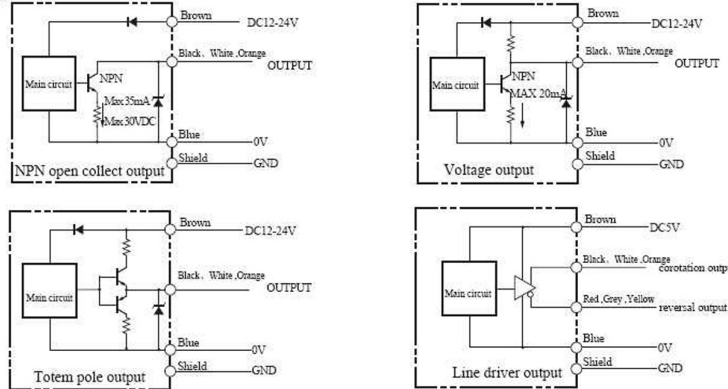 Brown
DC12-24V
Black、White ,Orange
OUTPUT
Main circuit
NPN
Max35mA
Max30VDC
Blue
0V
Shield
GND
NPN open collect output
Brown
DC12-24V
Black、White ,Orange
OUTPUT
Main circuit
NPN
MAX 20mA
Blue
0V
Shield
GND
Voltage output
Brown
DC12-24V
Black、White ,Orange
OUTPUT
Main circuit
Blue
0V
Shield
GND
Totem pole output
Brown
DC5V
Black、White ,Orange
corotation outp
Main circuit
Red ,Grey ,Yellow
reversal output
Blue
0V
Shield
GND
Line driver output